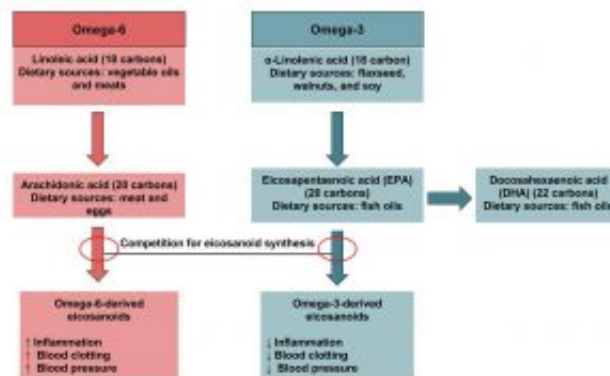 Omega-6
Linoleic acid (18 carbons)
Dietary sources: vegetable oils
and meats
Arachidonic acid (20 carbons)
Dietary sources: meat and
eggs
Omega-3
α-Linolenic acid (18 carbon)
Dietary sources: flaxseed,
walnuts, and soy
Eicosapentaenoic acid (EPA)
(20 carbons)
Dietary sources: fish oils
Docosahexaenoic acid
(DHA) (22 carbons)
Dietary sources: fish oils
Competition for eicosanoid synthesis
Omega-6-derived
eicosanoids
↑ Inflammation
↑ Blood clotting
↑ Blood pressure
Omega-3-derived
eicosanoids
↓ Inflammation
↓ Blood clotting
↓ Blood pressure